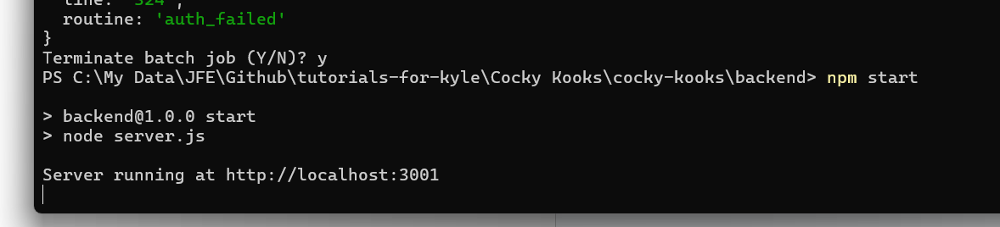 line: '324',
routine: 'auth_failed'
}
Terminate batch job (Y/N)? y
PS C:\My Data\JFE\Github\tutorials-for-kyle\Cocky Kooks\cocky-kooks\backend> npm start
> backend@1.0.0 start
> node server.js
Server running at http://localhost:3001